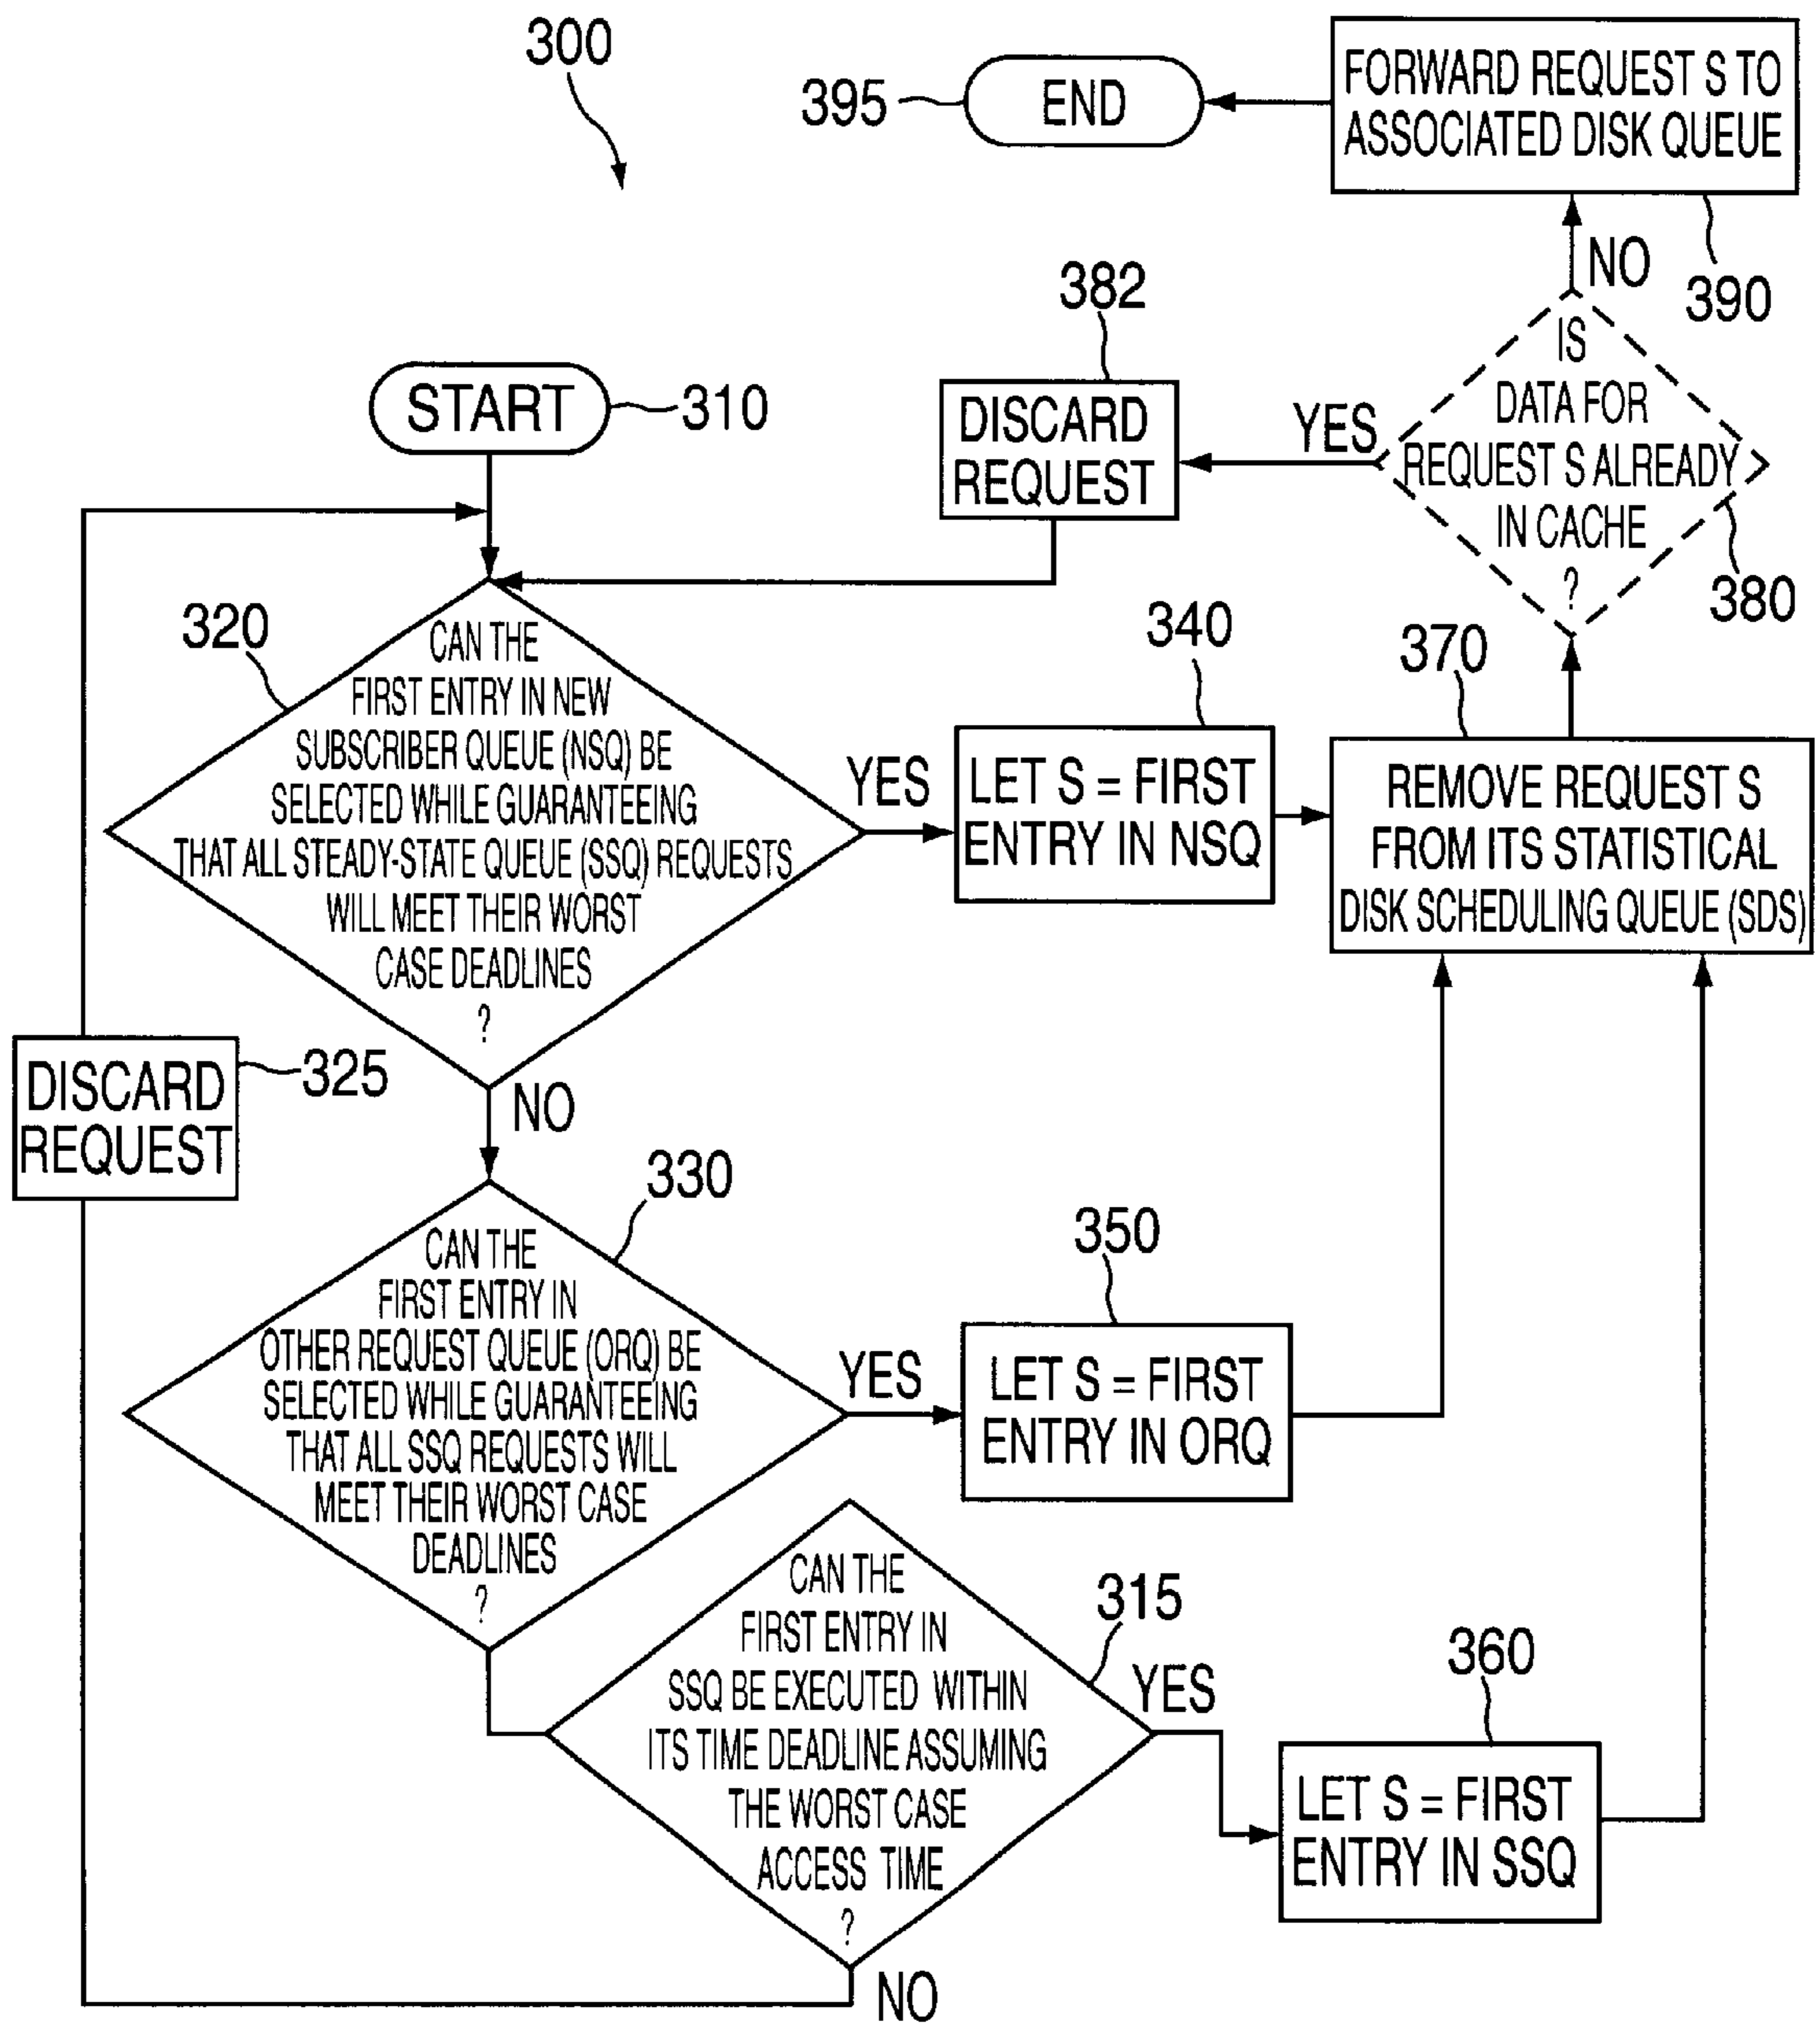 300
395
END
FORWARD REQUEST S TO
ASSOCIATED DISK QUEUE
390
NO
IS
DATA FOR
REQUEST S ALREADY
IN CACHE
?
380
YES
382
DISCARD
REQUEST
START
310
320
CAN THE
FIRST ENTRY IN NEW
SUBSCRIBER QUEUE (NSQ) BE
SELECTED WHILE GUARANTEEING
THAT ALL STEADY-STATE QUEUE (SSQ) REQUESTS
WILL MEET THEIR WORST
CASE DEADLINES
?
YES
340
LET S = FIRST
ENTRY IN NSQ
370
REMOVE REQUEST S
FROM ITS STATISTICAL
DISK SCHEDULING QUEUE (SDS)
DISCARD
REQUEST
325
NO
330
CAN THE
FIRST ENTRY IN
OTHER REQUEST QUEUE (ORQ) BE
SELECTED WHILE GUARANTEEING
THAT ALL SSQ REQUESTS WILL
MEET THEIR WORST CASE
DEADLINES
?
YES
350
LET S = FIRST
ENTRY IN ORQ
CAN THE
FIRST ENTRY IN
SSQ BE EXECUTED WITHIN
ITS TIME DEADLINE ASSUMING
THE WORST CASE
ACCESS TIME
?
315
YES
360
LET S = FIRST
ENTRY IN SSQ
NO